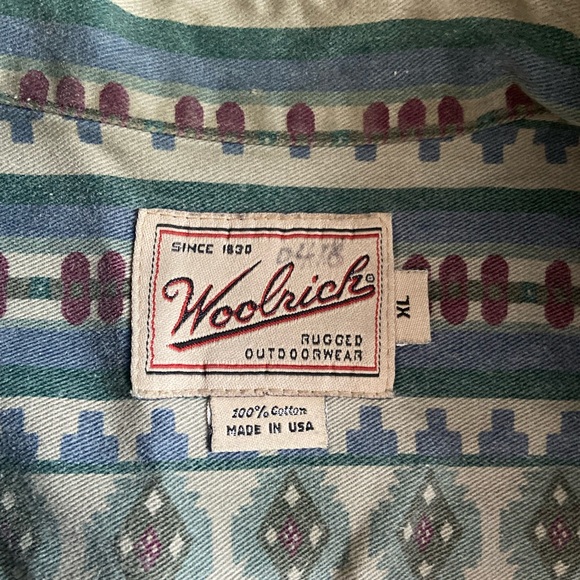 SINCE 1830
0418
Woolrich®
RUGGED
OUTDOORWEAR
XL
100% Cotton
MADE IN USA